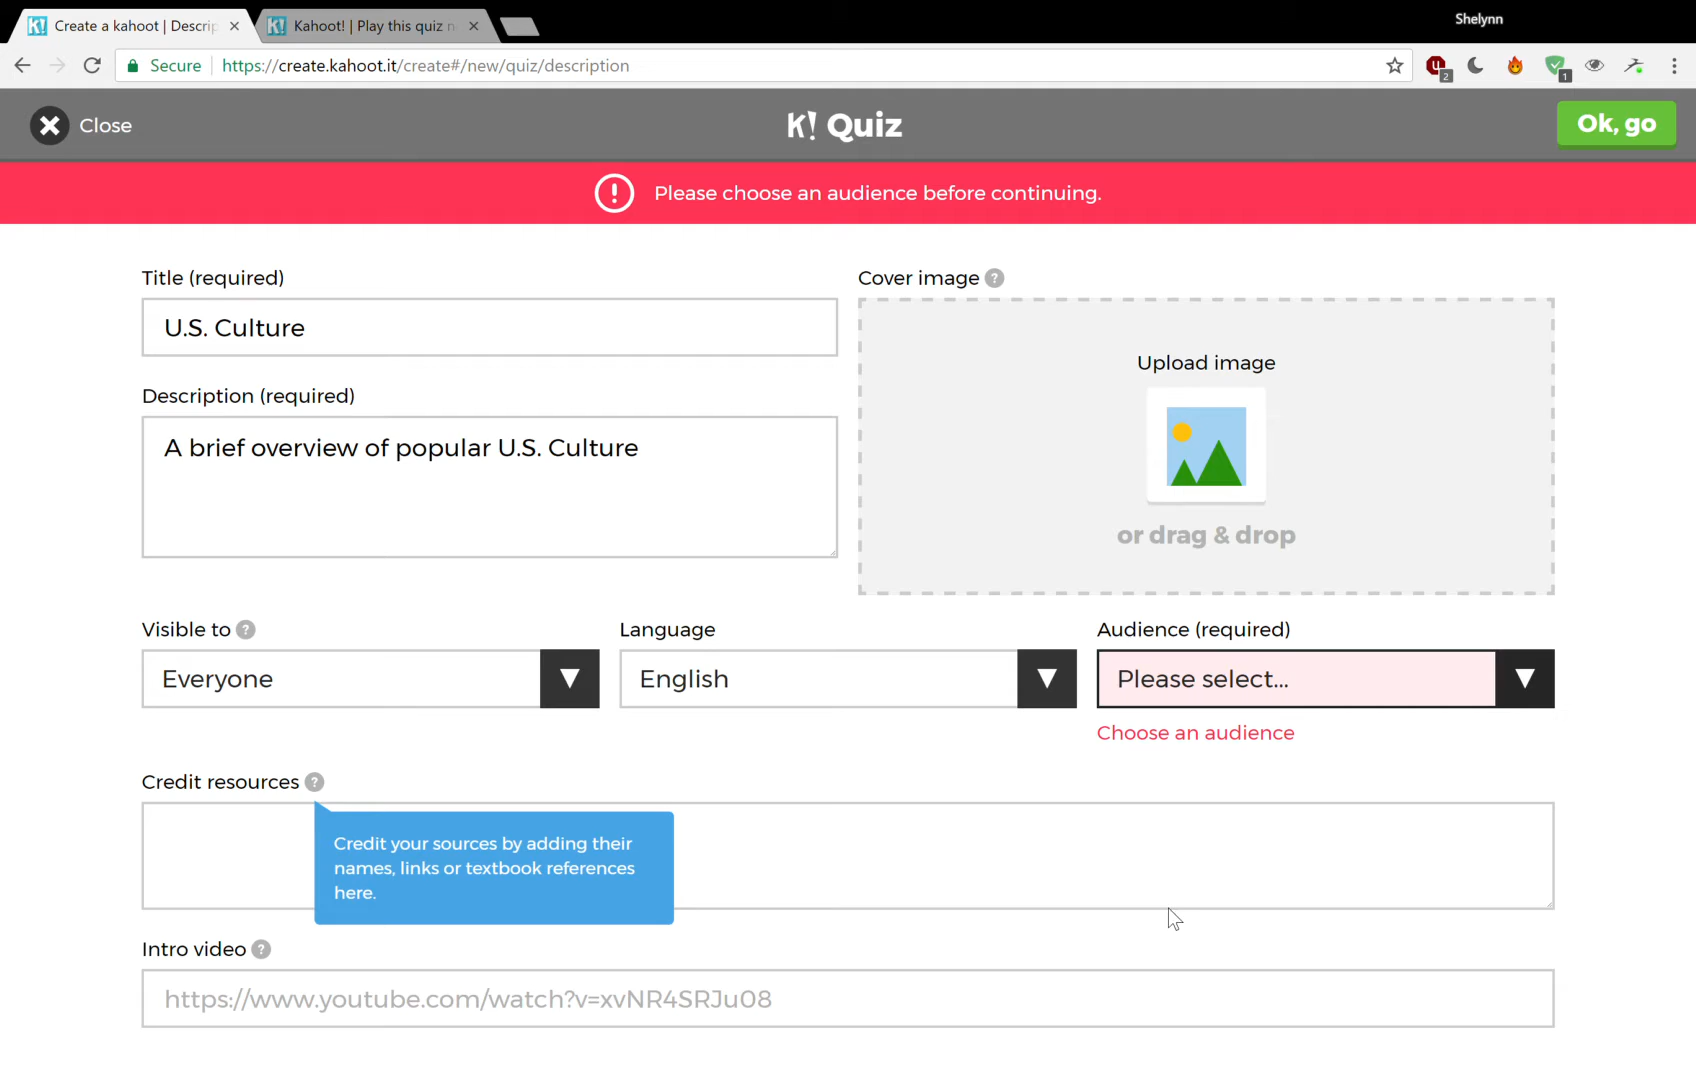 Create a kahoot | Descrip
Kahoot! | Play this quiz n
Shelynn
Secure
https://create.kahoot.it/create#/new/quiz/description
2
1
Close
K! Quiz
Ok, go
Please choose an audience before continuing.
Title (required)
U.S. Culture
Cover image ?
Upload image
or drag & drop
Description (required)
A brief overview of popular U.S. Culture
Visible to ?
Everyone
Language
English
Audience (required)
Please select...
Choose an audience
Credit resources ?
Credit your sources by adding their
names, links or textbook references
here.
Intro video ?
https://www.youtube.com/watch?v=xvNR4SRJu08